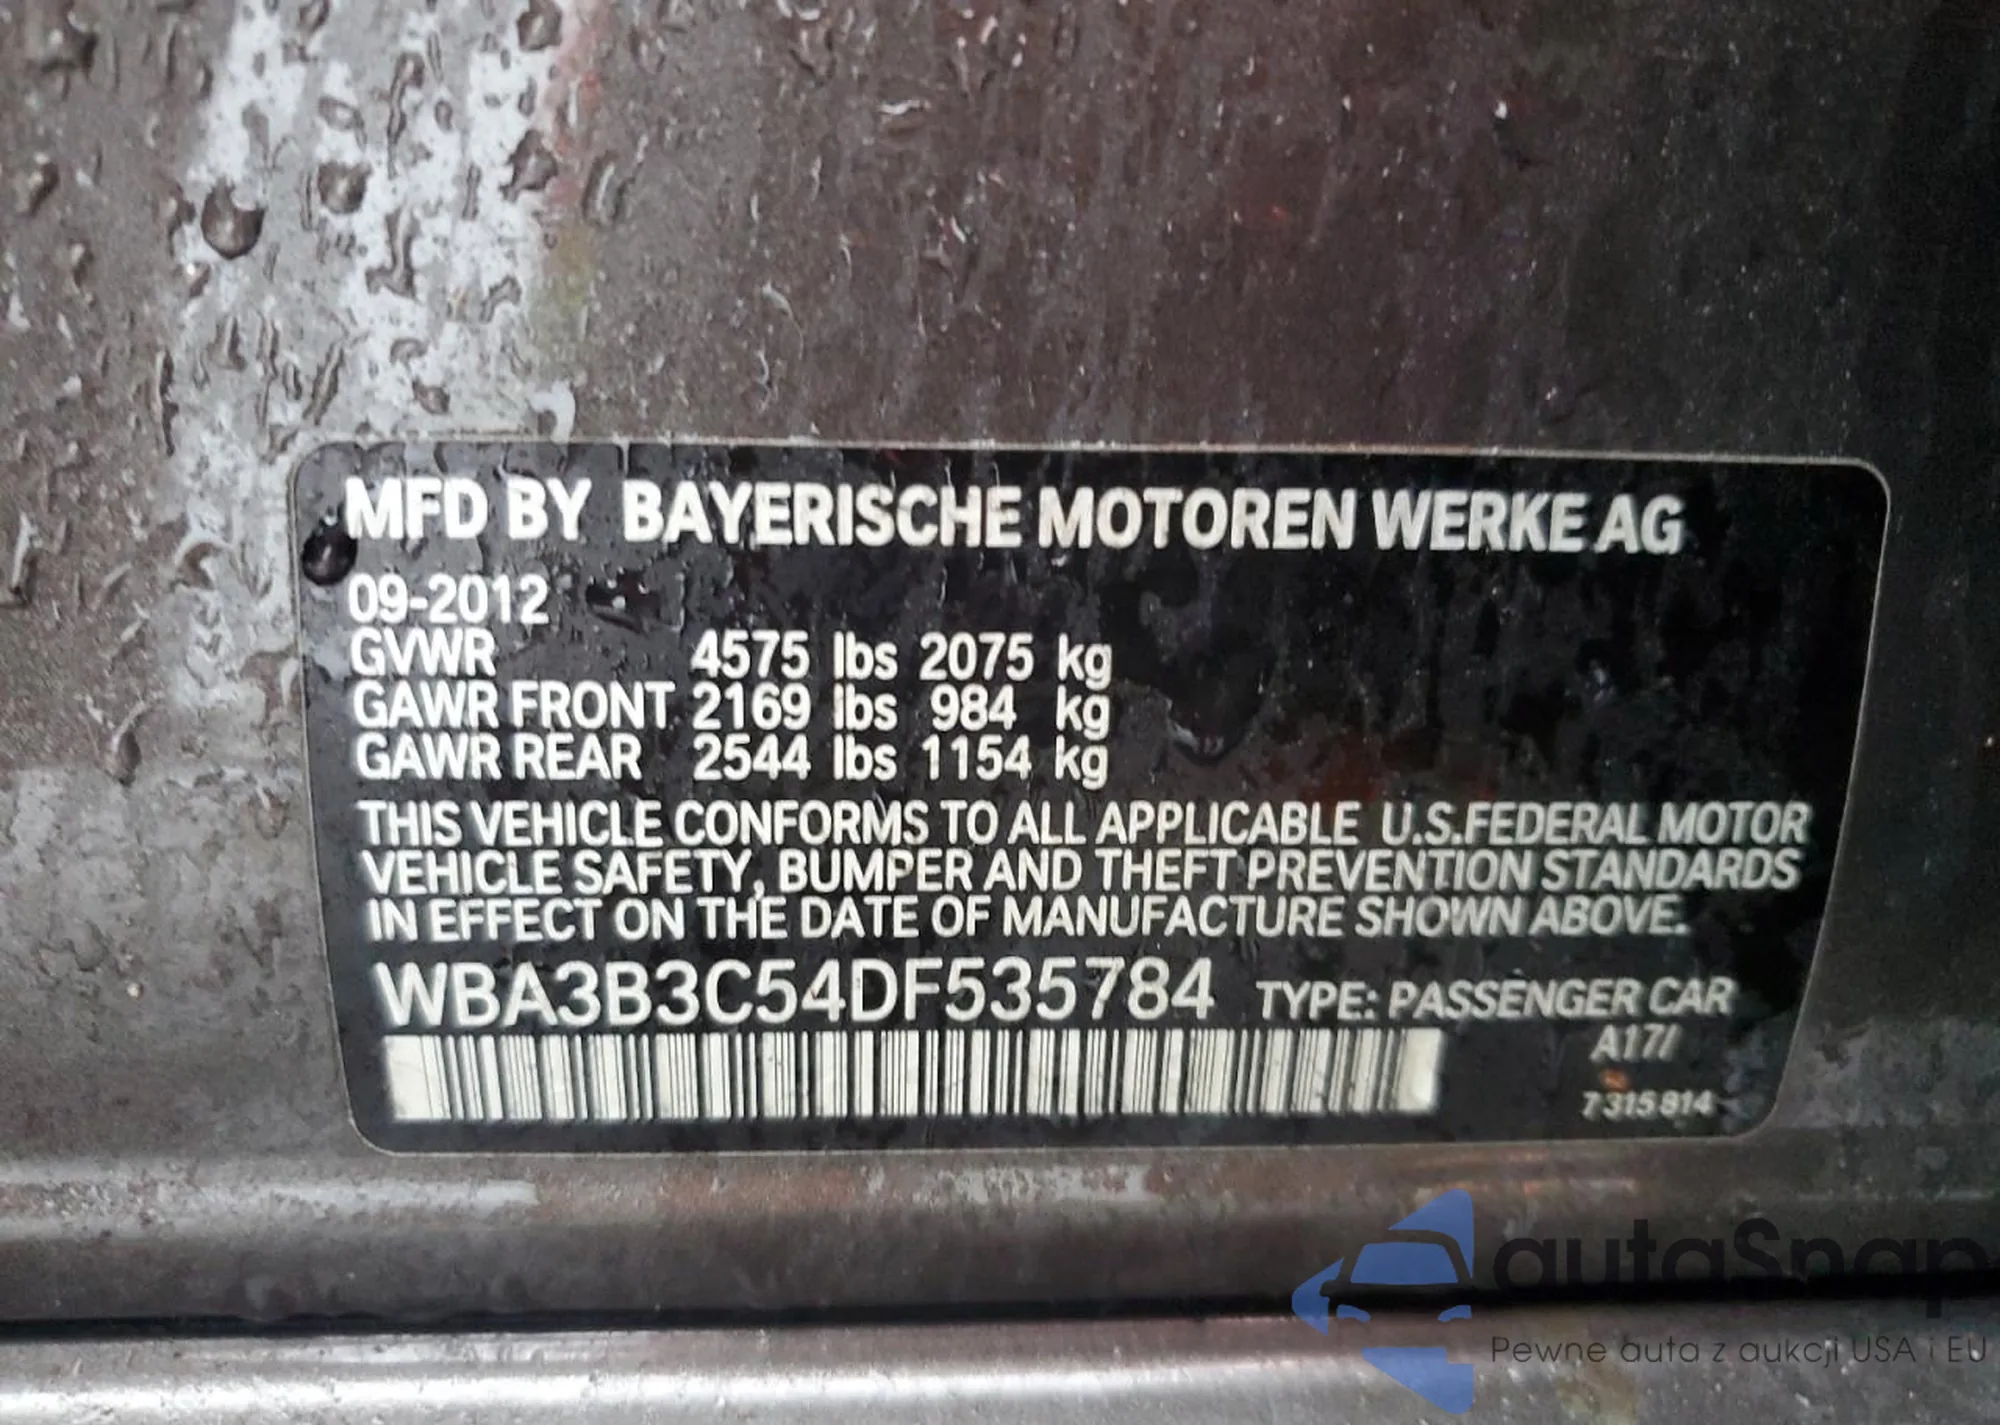 MFD BY BAYERISCHE MOTOREN WERKE AG
09-2012
GVWR 4575 lbs 2075 kg
GAWR FRONT 2169 lbs 984 kg
GAWR REAR 2544 lbs 1154 kg
THIS VEHICLE CONFORMS TO ALL APPLICABLE U.S.FEDERAL MOTOR
VEHICLE SAFETY, BUMPER AND THEFT PREVENTION STANDARDS
IN EFFECT ON THE DATE OF MANUFACTURE SHOWN ABOVE.
WBA3B3C54DF535784 TYPE: PASSENGER CAR
A17/
7315814
autaSnap
Pewne auta z aukcji USA i EU